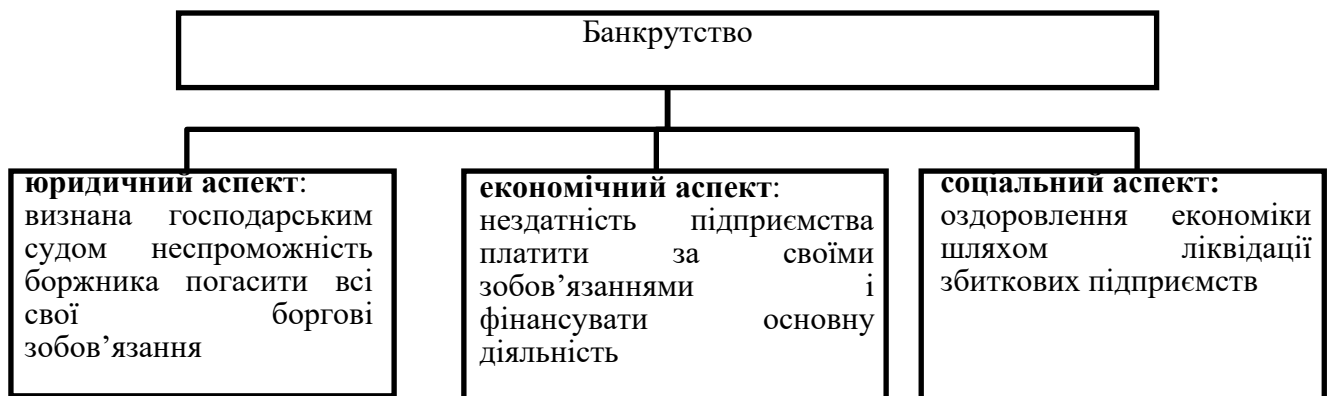 Банкрутство
юридичний аспект:
визнана господарським
судом неспроможність
боржника погасити всі
свої боргові
зобов’язання
економічний аспект:
нездатність підприємства
платити за своїми
зобов’язаннями і
фінансувати основну
діяльність
соціальний аспект:
оздоровлення економіки
шляхом ліквідації
збиткових підприємств